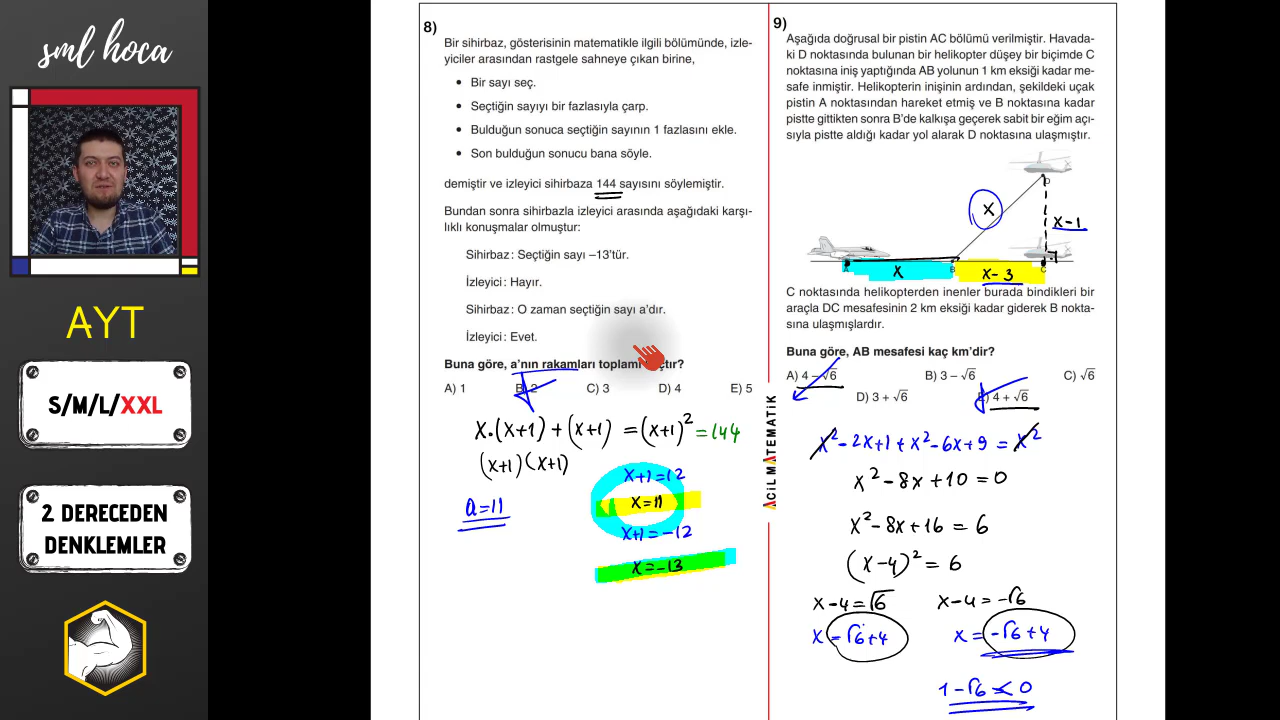 sml hoca
AYT
S/M/L/XXL
2. DERECEDEN
DENKLEMLER
8)
Bir sihirbaz, gösterisinin matematikle ilgili bölümünde, izle-
yiciler arasından rastgele sahneye çıkan birine,
• Bir sayı seç.
• Seçtiğin sayıyı bir fazlasıyla çarp.
• Bulduğun sonuca seçtiğin sayının 1 fazlasını ekle.
• Son bulduğun sonucu bana söyle.
demiştir ve izleyici sihirbaza 144 sayısını söylemiştir.
Bundan sonra sihirbazla izleyici arasında aşağıdaki karşı-
lıklı konuşmalar olmuştur:
Sihirbaz: Seçtiğin sayı –13'tür.
İzleyici: Hayır.
Sihirbaz: O zaman seçtiğin sayı a'dır.
İzleyici: Evet.
Buna göre, a'nın rakamları toplamı kaçtır?
A) 1 B) 2 C) 3 D) 4 E) 5
x.(x+1) + (x+1) = (x+1)² = 144
(x+1)(x+1)
x+1=12
a=11
x=11
x+1=-12
x=-13
ACİL MATEMATİK
9)
Aşağıda doğrusal bir pistin AC bölümü verilmiştir. Havada-
ki D noktasında bulunan bir helikopter düşey bir biçimde C
noktasına iniş yaptığında AB yolunun 1 km eksiği kadar me-
safe inmiştir. Helikopterin inişinin ardından, şekildeki uçak
pistin A noktasından hareket etmiş ve B noktasına kadar
pistte gittikten sonra B'de kalkışa geçerek sabit bir eğim açı-
sıyla pistte aldığı kadar yol alarak D noktasına ulaşmıştır.
D
x
x-1
A B C
x x-3
C noktasında helikopterden inenler burada bindikleri bir
araçla DC mesafesinin 2 km eksiği kadar giderek B nokta-
sına ulaşmışlardır.
Buna göre, AB mesafesi kaç km'dir?
A) 4 – √6 B) 3 – √6 C) √6
D) 3 + √6 E) 4 + √6
x² - 2x+1 + x² - 6x+9 = x²
x² - 8x + 10 = 0
x² - 8x + 16 = 6
(x-4)² = 6
x-4=√6 x-4=-√6
x=√6+4 x=-√6+4
1-√6 < 0